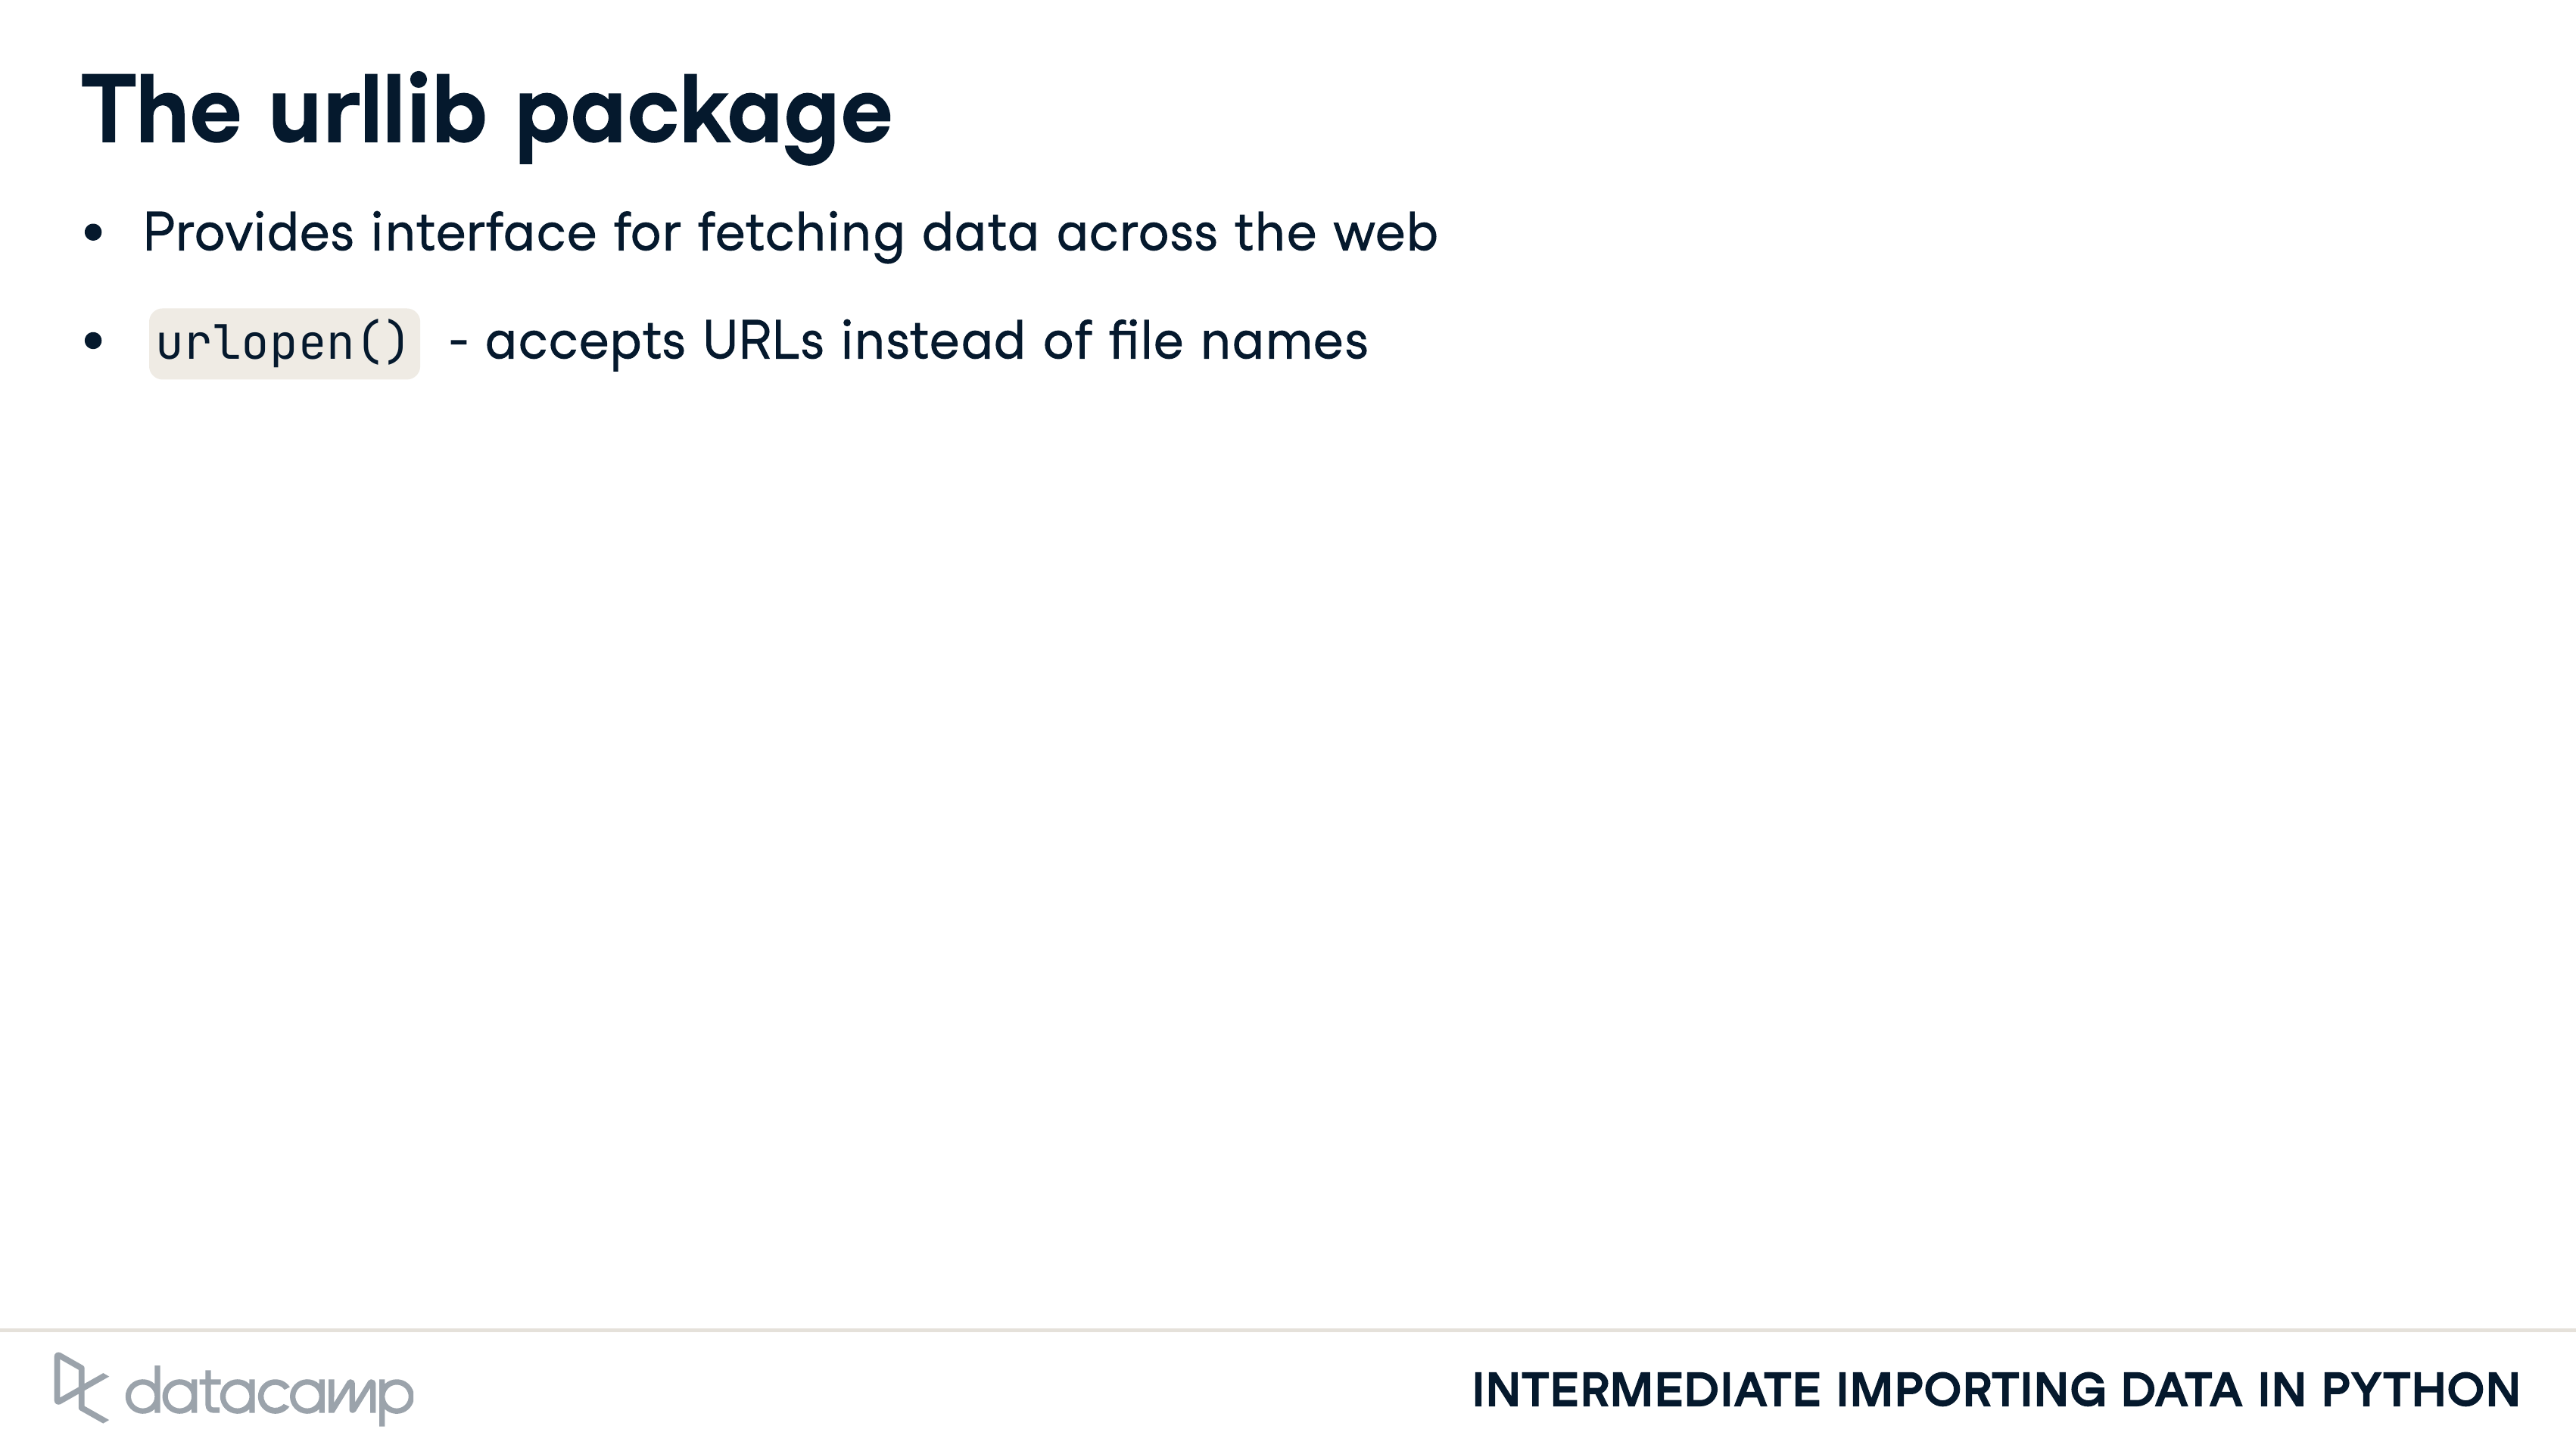 The urllib package
• Provides interface for fetching data across the web
• urlopen() - accepts URLs instead of file names
datacamp
INTERMEDIATE IMPORTING DATA IN PYTHON